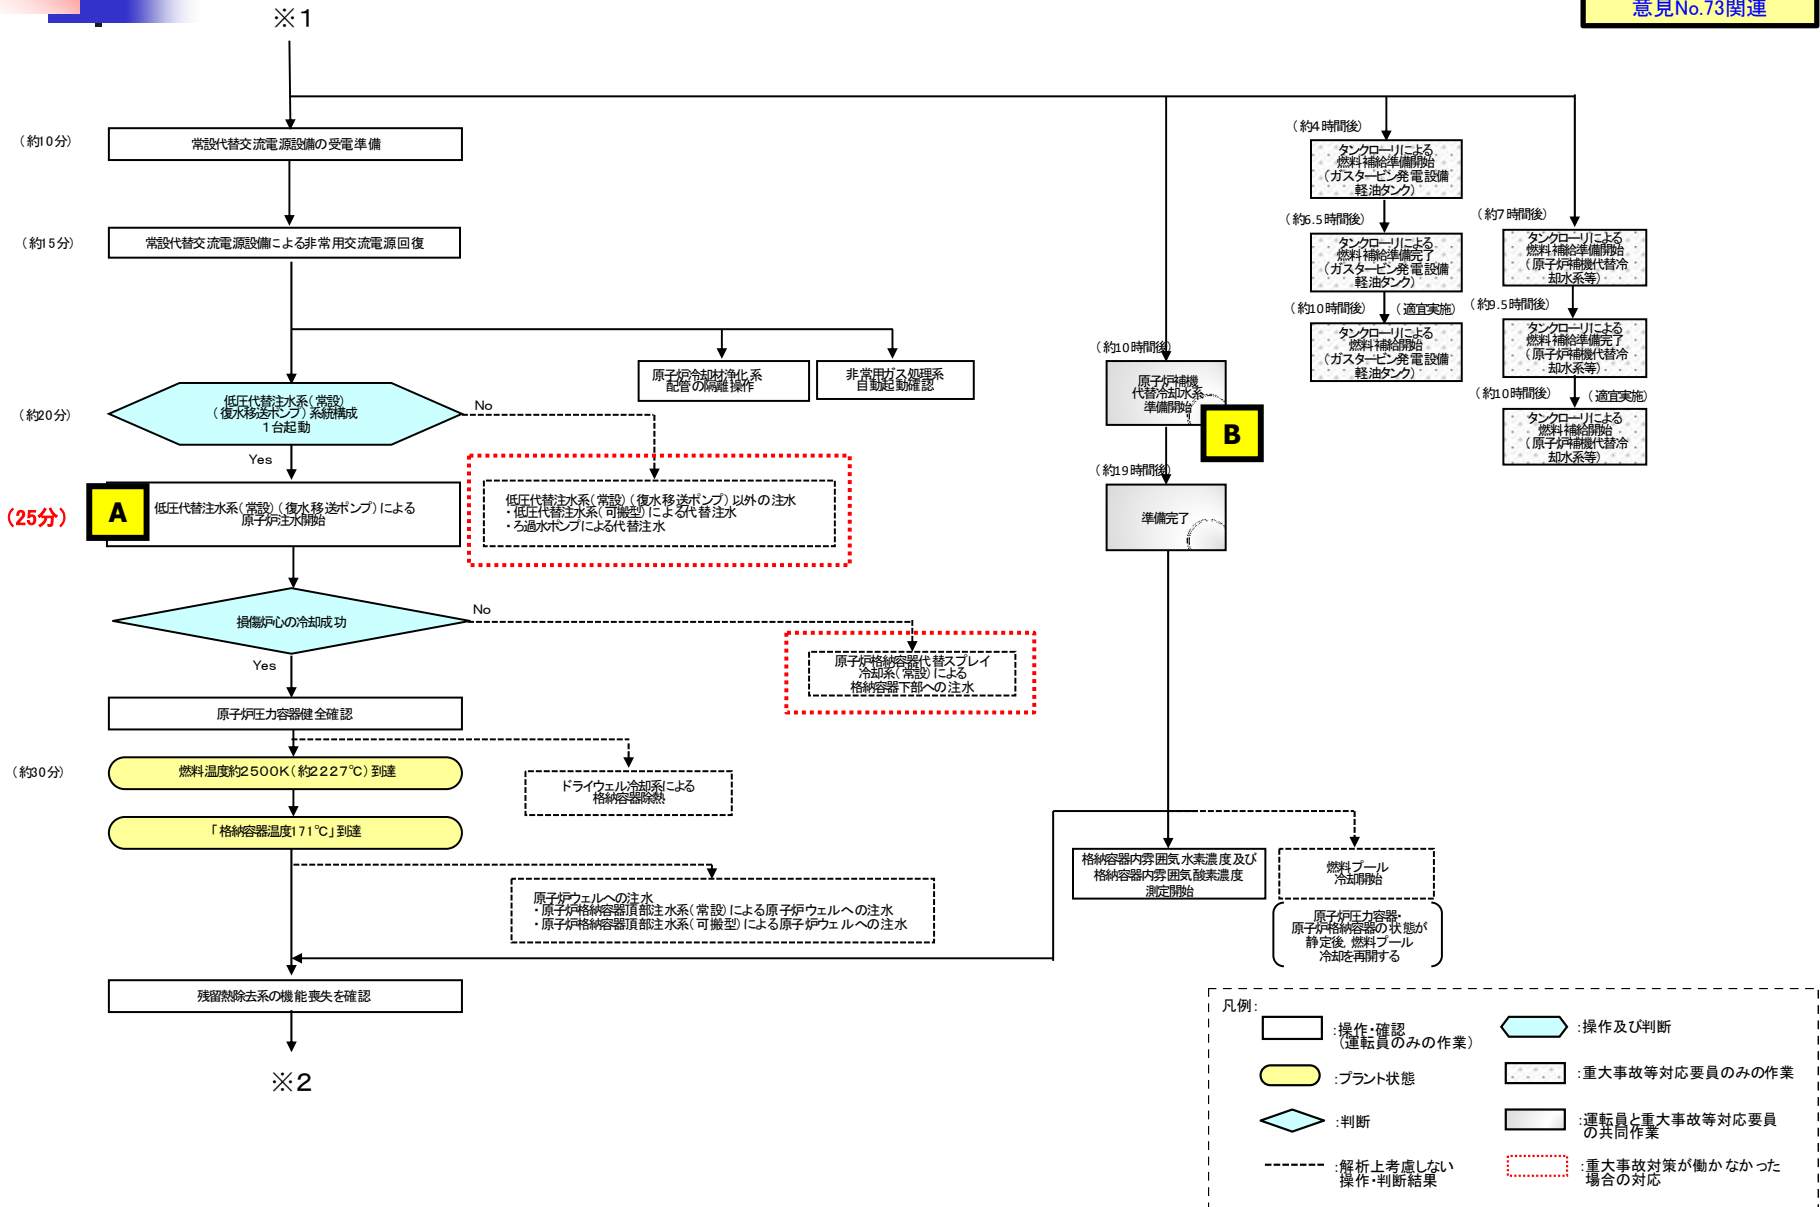 ※1
意見No.73関連
(約10分)
常設代替交流電源設備の受電準備
(約15分)
常設代替交流電源設備による非常用交流電源回復
原子炉冷却材浄化系
配管の隔離操作
非常用ガス処理系
自動起動確認
(約20分)
低圧代替注水系(常設)
(復水移送ポンプ)系統構成
1台起動
No
Yes
(25分)
A
低圧代替注水系(常設)(復水移送ポンプ)による
原子炉注水開始
低圧代替注水系(常設)(復水移送ポンプ)以外の注水
・低圧代替注水系(可搬型)による代替注水
・ろ過水ポンプによる代替注水
損傷炉心の冷却成功
No
Yes
原子炉格納容器代替スプレイ
冷却系(常設)による
格納容器下部への注水
原子炉圧力容器健全確認
(約30分)
燃料温度約2500K(約2227℃)到達
ドライウェル冷却系による
格納容器除熱
「格納容器温度171℃」到達
原子炉ウェルへの注水
・原子炉格納容器頂部注水系(常設)による原子炉ウェルへの注水
・原子炉格納容器頂部注水系(可搬型)による原子炉ウェルへの注水
残留熱除去系の機能喪失を確認
※2
(約10時間後)
原子炉補機
代替冷却水系
準備開始
B
(約19時間後)
準備完了
格納容器内雰囲気水素濃度及び
格納容器内雰囲気酸素濃度
測定開始
燃料プール
冷却開始
原子炉圧力容器・
原子炉格納容器の状態が
静定後、燃料プール
冷却を再開する
(約4時間後)
タンクローリによる
燃料補給準備開始
(ガスタービン発電設備
軽油タンク)
(約6.5時間後)
タンクローリによる
燃料補給準備完了
(ガスタービン発電設備
軽油タンク)
(約10時間後) (適宜実施)
タンクローリによる
燃料補給開始
(ガスタービン発電設備
軽油タンク)
(約7時間後)
タンクローリによる
燃料補給準備開始
(原子炉補機代替冷
却水系等)
(約9.5時間後)
タンクローリによる
燃料補給準備完了
(原子炉補機代替冷
却水系等)
(約10時間後) (適宜実施)
タンクローリによる
燃料補給開始
(原子炉補機代替冷
却水系等)
凡例:
:操作・確認
(運転員のみの作業)
:操作及び判断
:プラント状態
:重大事故等対応要員のみの作業
:判断
:運転員と重大事故等対応要員
の共同作業
:解析上考慮しない
操作・判断結果
:重大事故対策が働かなかった
場合の対応